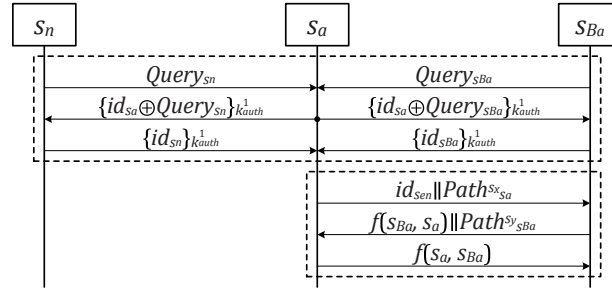 s_n s_a s_Ba
Query_sn Query_sBa
{id_sa⊕Query_sn}_k¹auth {id_sa⊕Query_sBa}_k¹auth
{id_sn}_k¹auth {id_sBa}_k¹auth
id_sen||Path^sx_sa
f(s_Ba, s_a)||Path^sy_sBa
f(s_a, s_Ba)